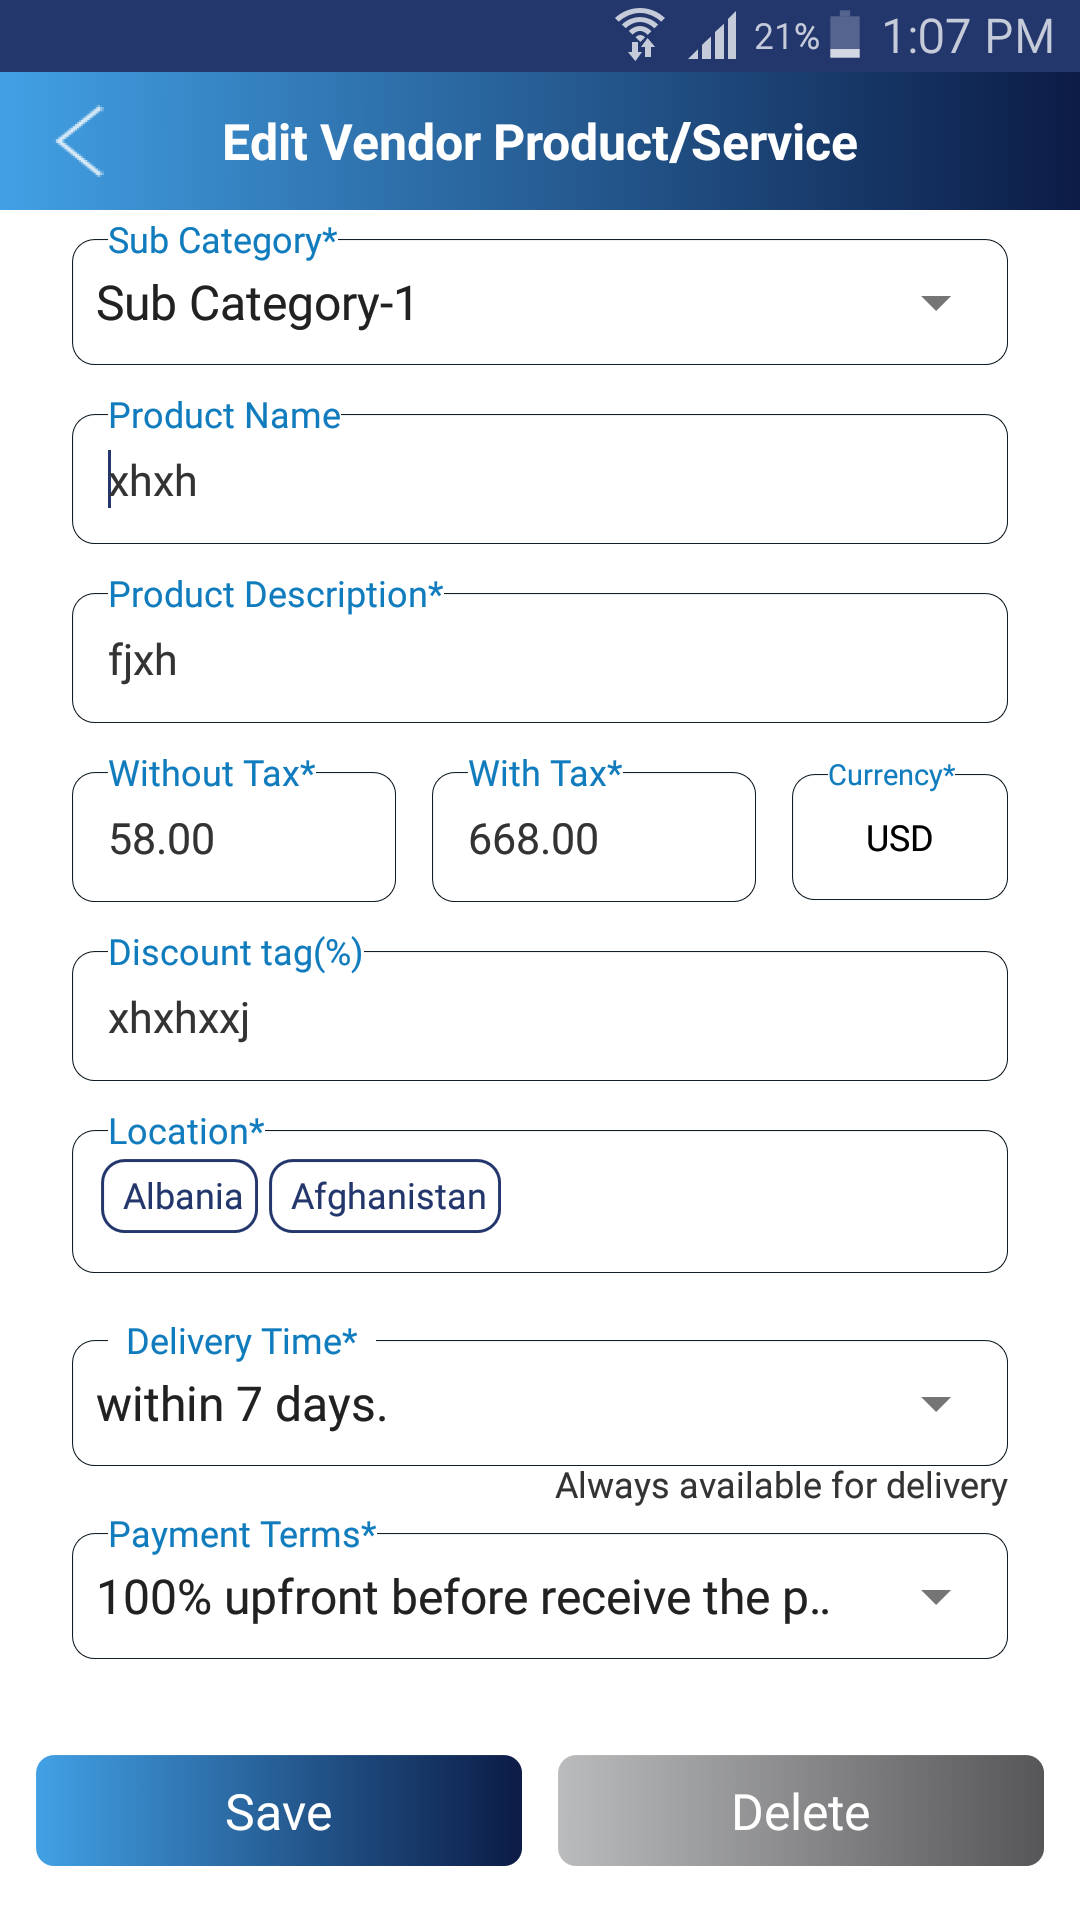 21% 1:07 PM
Edit Vendor Product/Service
Sub Category*
Sub Category-1
Product Name
xhxh
Product Description*
fjxh
Without Tax* With Tax* Currency*
58.00 668.00 USD
Discount tag(%)
xhxhxxj
Location*
Albania Afghanistan
Delivery Time*
within 7 days.
Always available for delivery
Payment Terms*
100% upfront before receive the p..
Save Delete